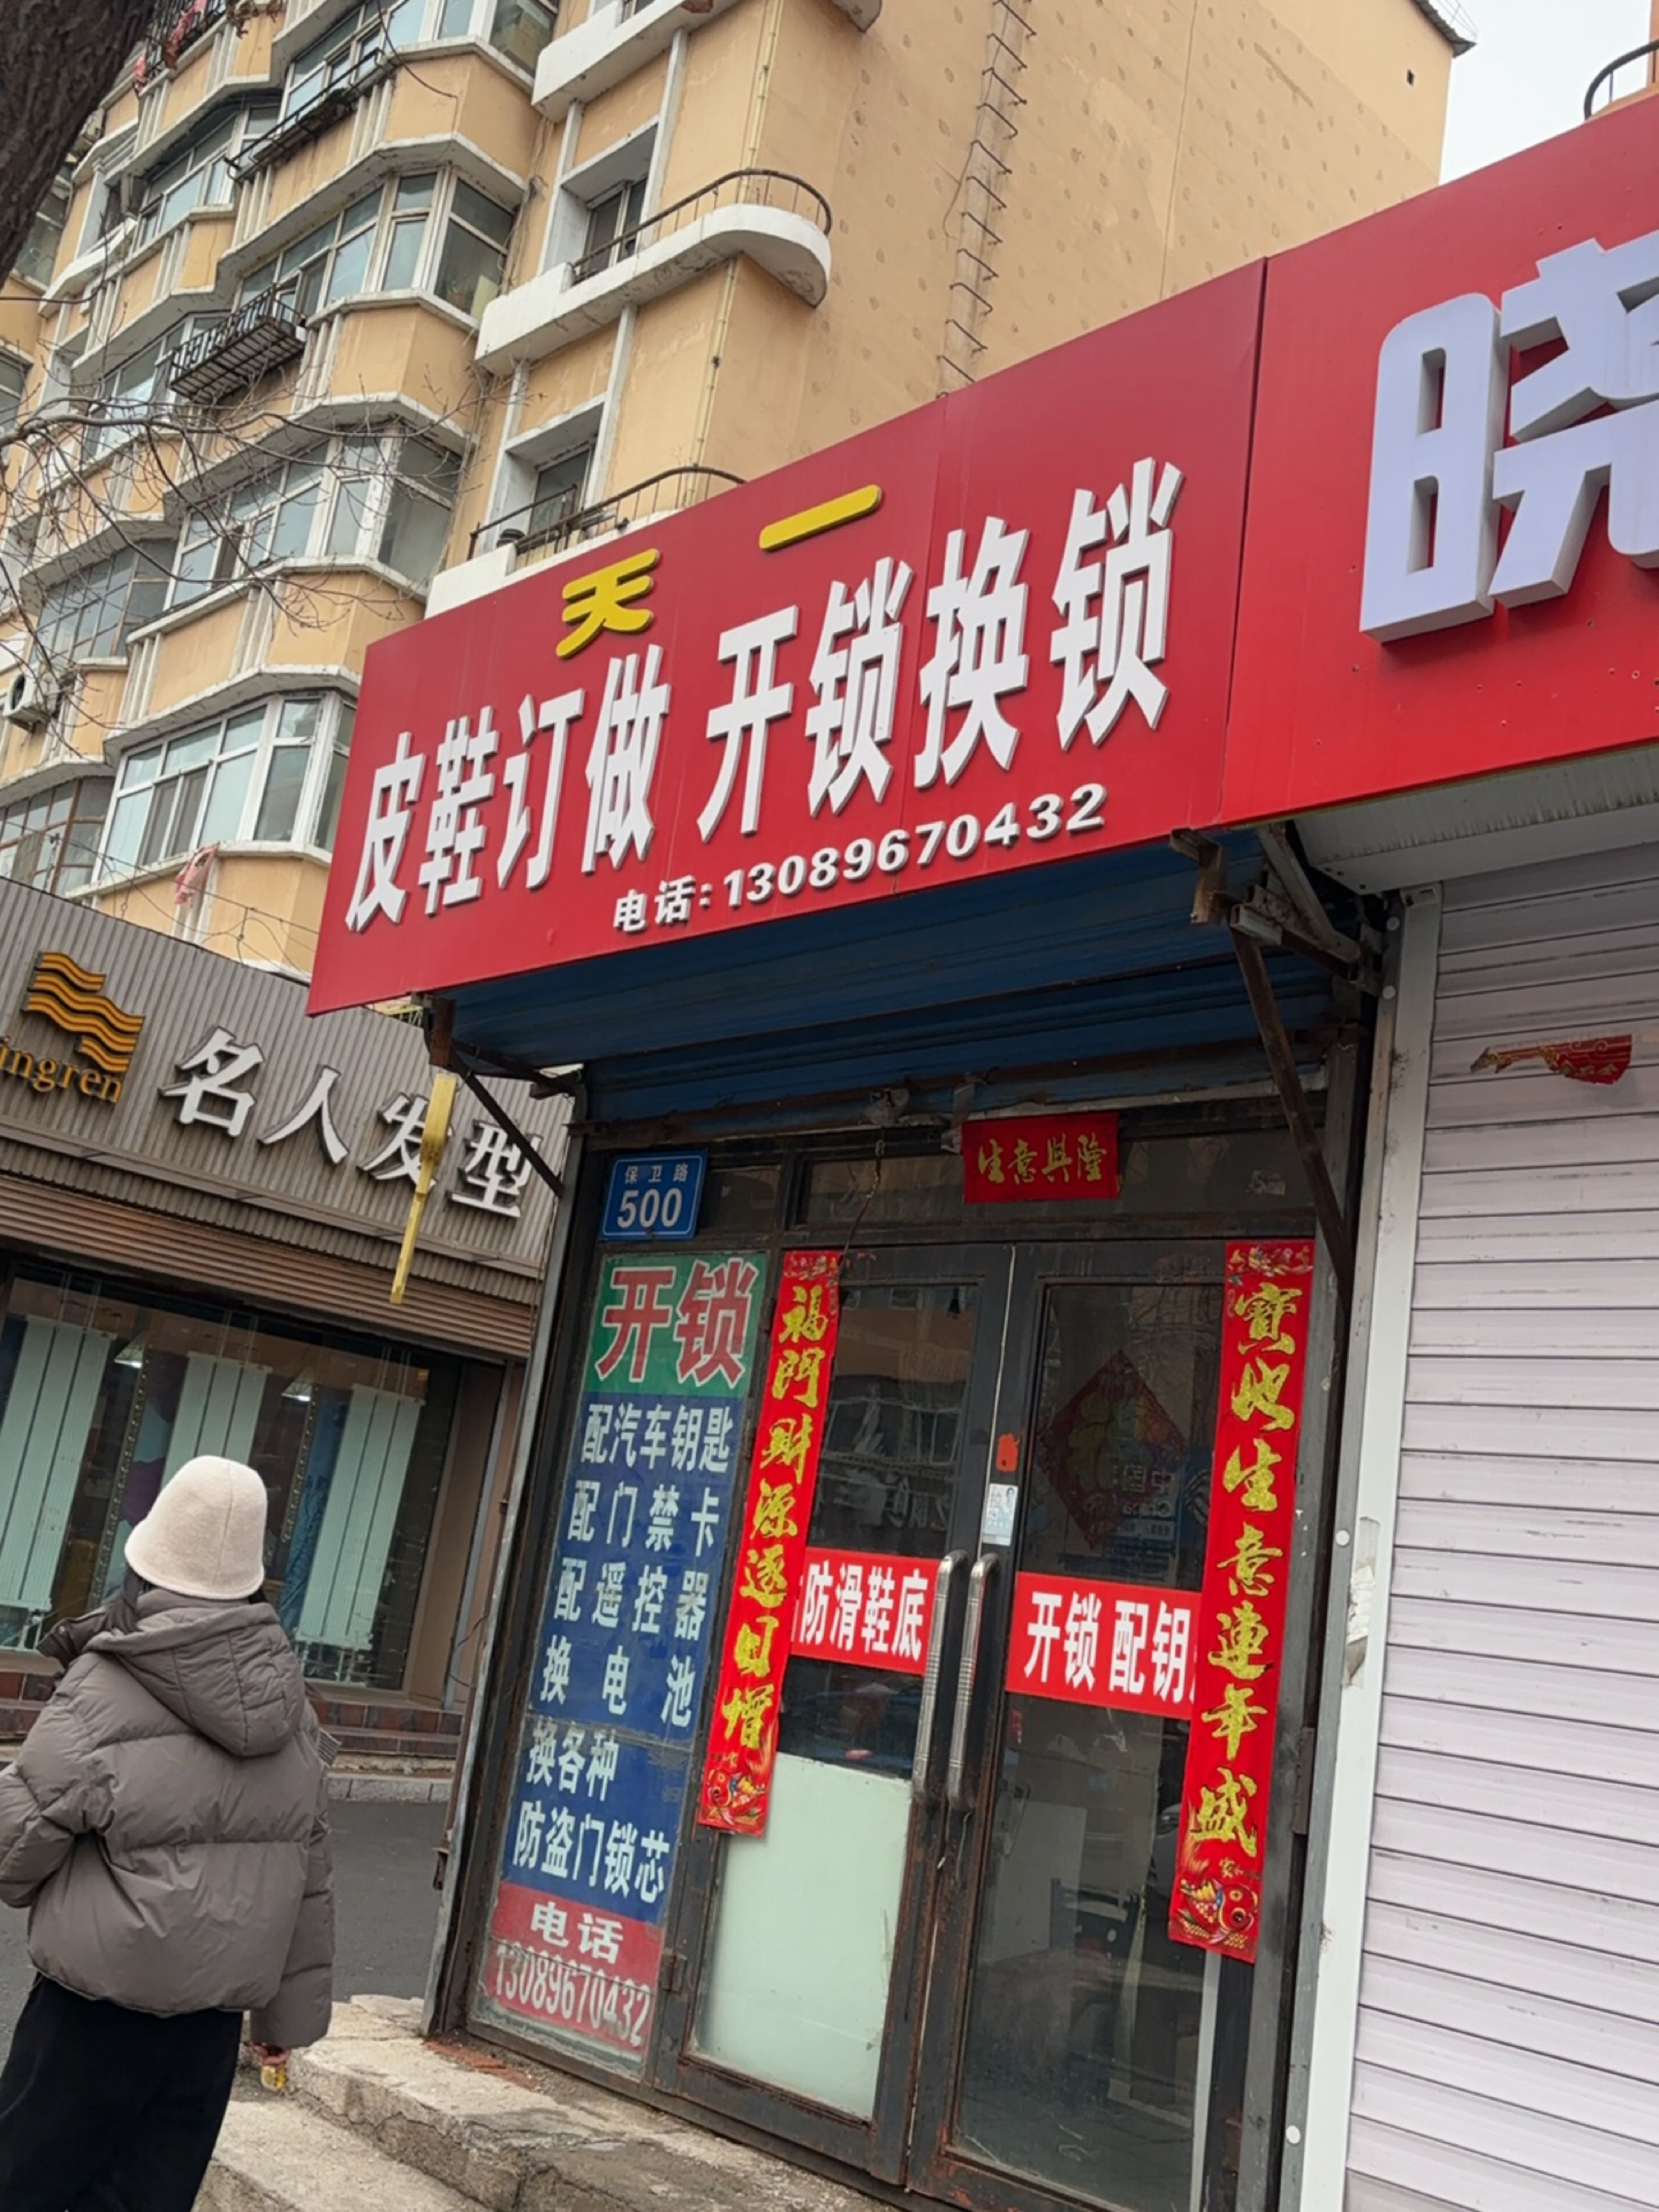 天一
皮鞋订做 开锁换锁
电话:13089670432
晓
ingren
名人发型
保卫路
500
生意興隆
开锁
配汽车钥匙
配门禁卡
配遥控器
换电池
换各种
防盗门锁芯
电话
13089670432
福門财源逐日增
防滑鞋底
开锁 配钥
寶地生意連年盛